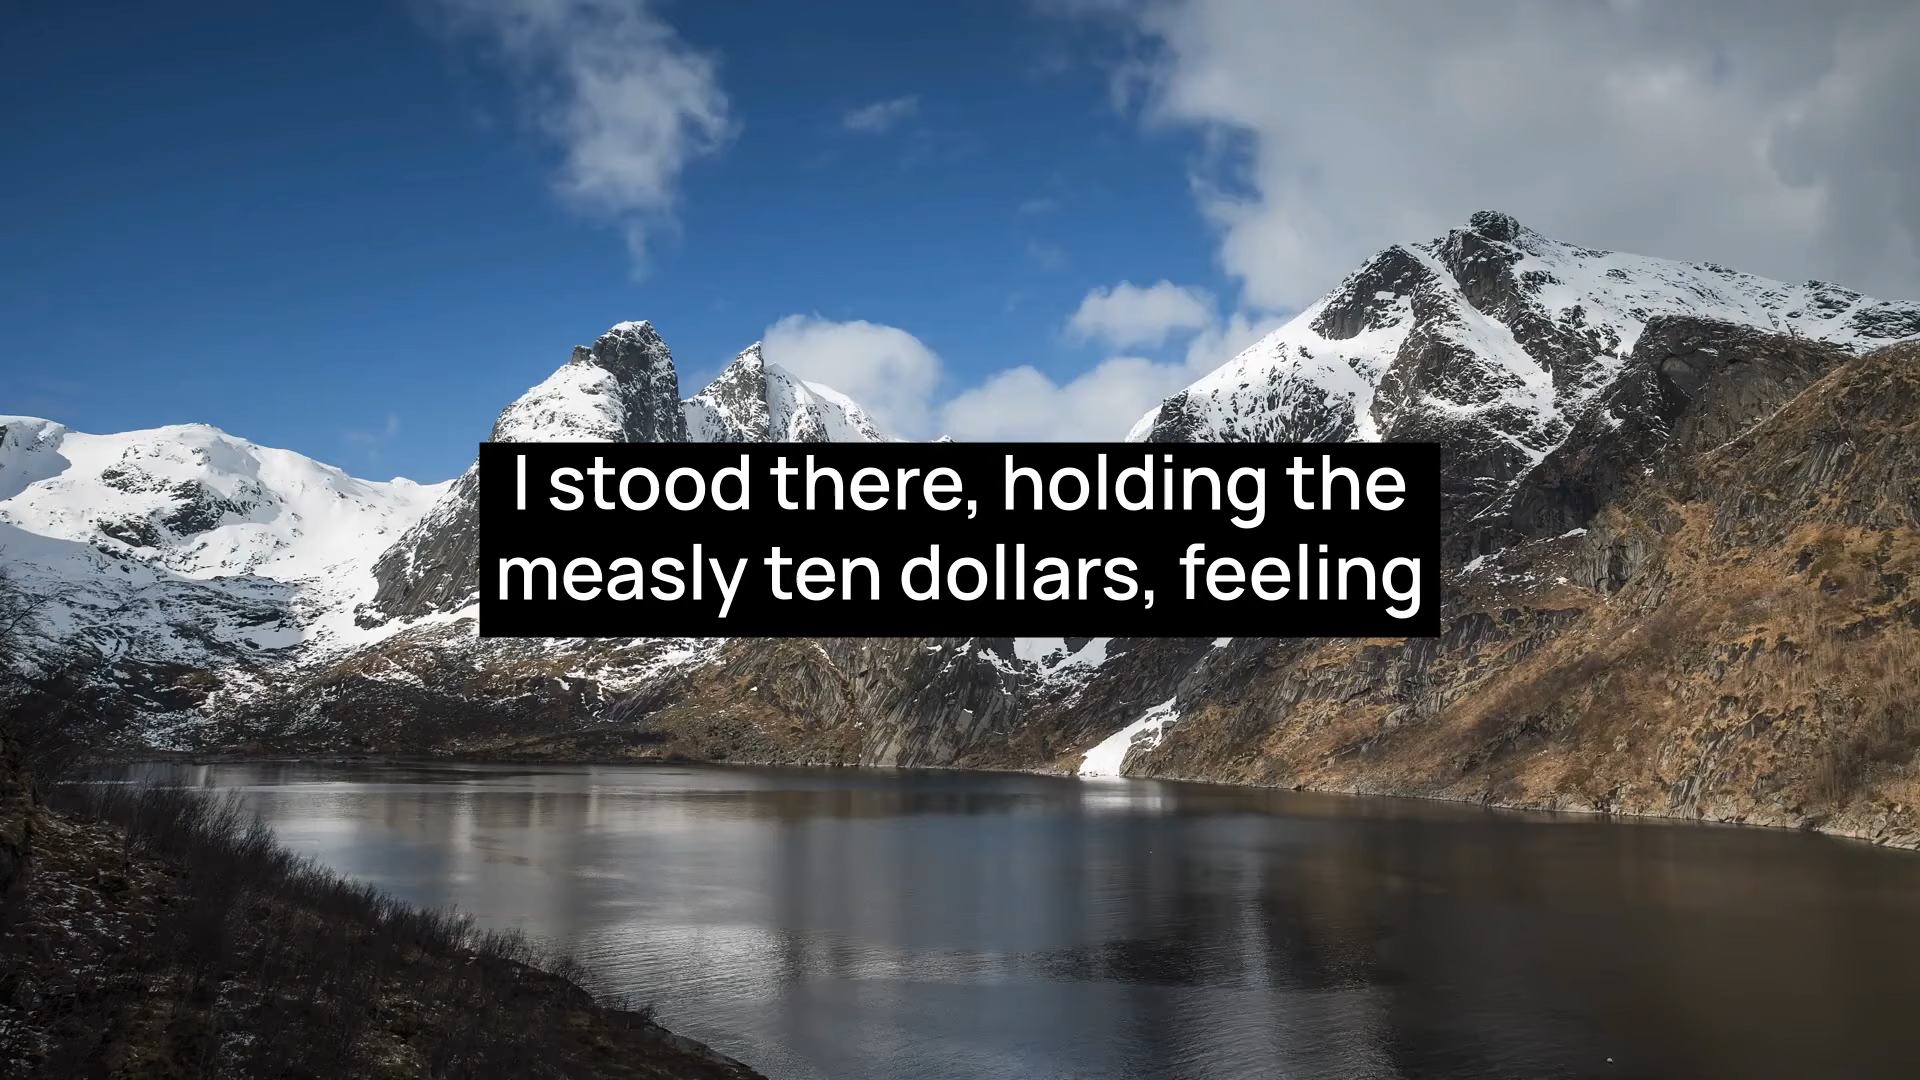 I stood there, holding the
measly ten dollars, feeling